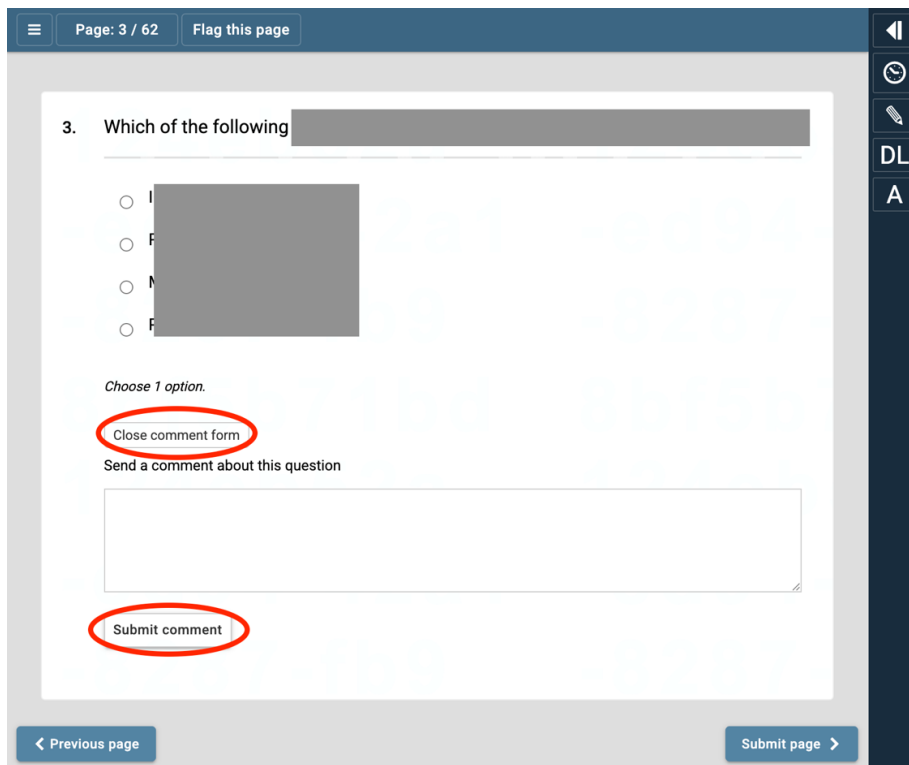 Page: 3 / 62
Flag this page
DL
A
3. Which of the following
I
F
M
F
Choose 1 option.
Close comment form
Send a comment about this question
Submit comment
Previous page
Submit page